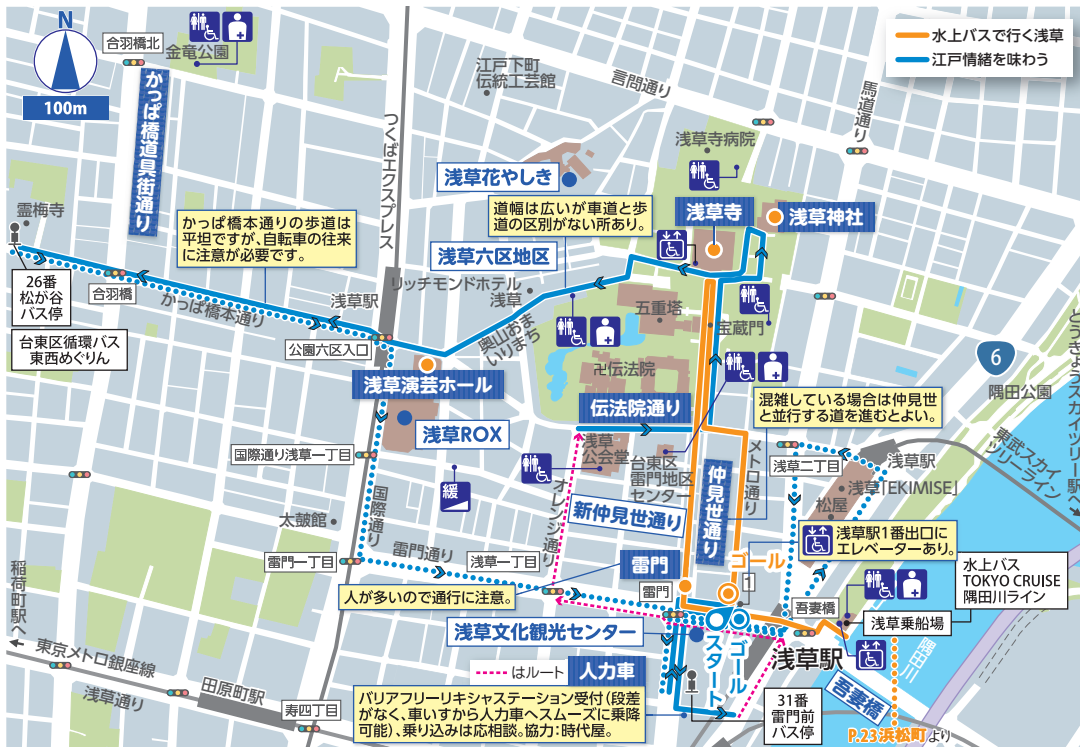 N
100m
合羽橋北
金竜公園
かっぱ橋道具街通り
江戸下町
伝統工芸館
言問通り
馬道通り
水上バスで行く浅草
江戸情緒を味わう
つくばエクスプレス
浅草寺病院
浅草花やしき
浅草寺
浅草神社
霊梅寺
かっぱ橋本通りの歩道は
平坦ですが、自転車の往来
に注意が必要です。
道幅は広いが車道と歩
道の区別がない所あり。
浅草六区地区
26番
松が谷
バス停
合羽橋
かっぱ橋本通り
浅草駅
リッチモンドホテル
浅草
五重塔
宝蔵門
台東区循環バス
東西めぐりん
公園六区入口
奥山おま
いりまち
卍伝法院
とうきょうスカイツリー駅へ
6
隅田公園
浅草演芸ホール
伝法院通り
混雑している場合は仲見世
と並行する道を進むとよい。
浅草ROX
浅草
公会堂
台東区
雷門地区
センター
メトロ通り
東武スカイ
ツリーライン
国際通り浅草一丁目
浅草二丁目
浅草駅
浅草「EKIMISE」
松屋
緩
オレンジ通り
仲見世通り
国際通り
太鼓館
新仲見世通り
浅草駅1番出口に
エレベーターあり。
雷門一丁目
雷門通り
浅草一丁目
雷門
ゴール
1
水上バス
TOKYO CRUISE
隅田川ライン
稲荷町駅へ
人が多いので通行に注意。
雷門
吾妻橋
浅草乗船場
浅草文化観光センター
スタート
ゴール
浅草駅
隅田川
東京メトロ銀座線
はルート
人力車
吾妻橋
浅草通り
田原町駅
寿四丁目
バリアフリーリキシャステーション受付(段差
がなく、車いすから人力車へスムーズに乗降
可能)、乗り込みは応相談。協力:時代屋。
31番
雷門前
バス停
P.23浜松町より